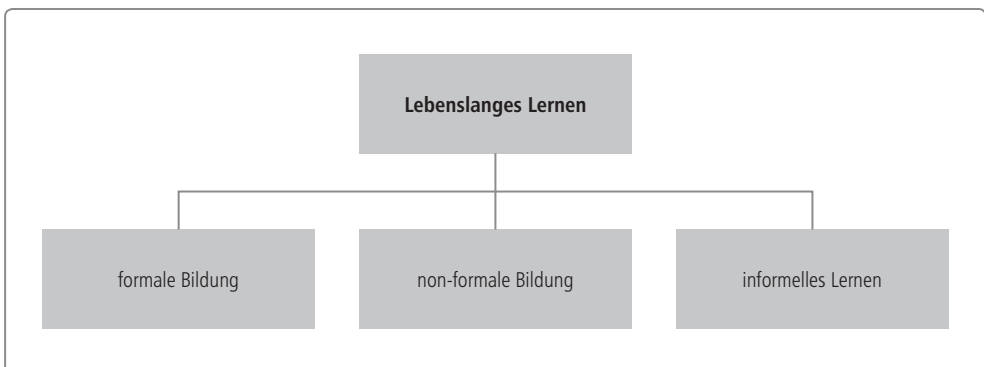 Lebenslanges Lernen
formale Bildung
non-formale Bildung
informelles Lernen